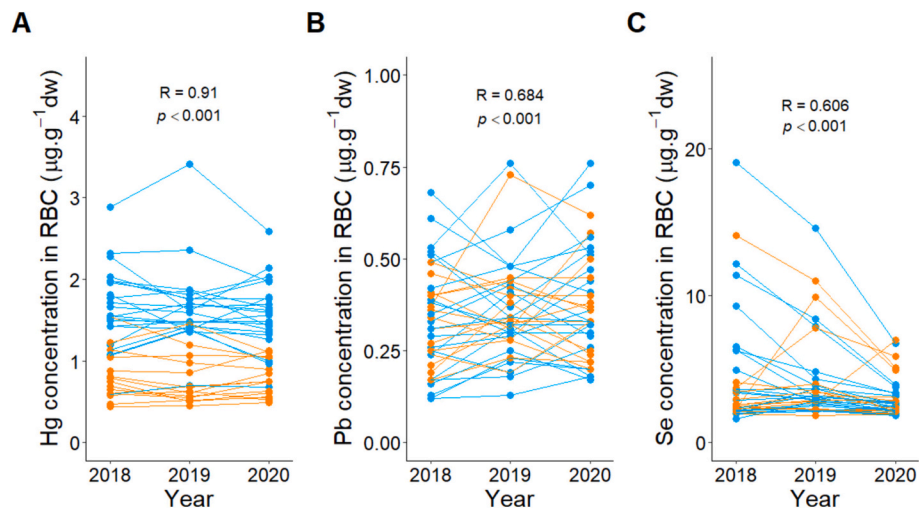 A
B
C
Hg concentration in RBC (μg.g⁻¹dw)
4
3
2
1
0
R = 0.91
p < 0.001
2018 2019 2020
Year
Pb concentration in RBC (μg.g⁻¹dw)
1.00
0.75
0.50
0.25
0.00
R = 0.684
p < 0.001
2018 2019 2020
Year
Se concentration in RBC (μg.g⁻¹dw)
20
10
0
R = 0.606
p < 0.001
2018 2019 2020
Year